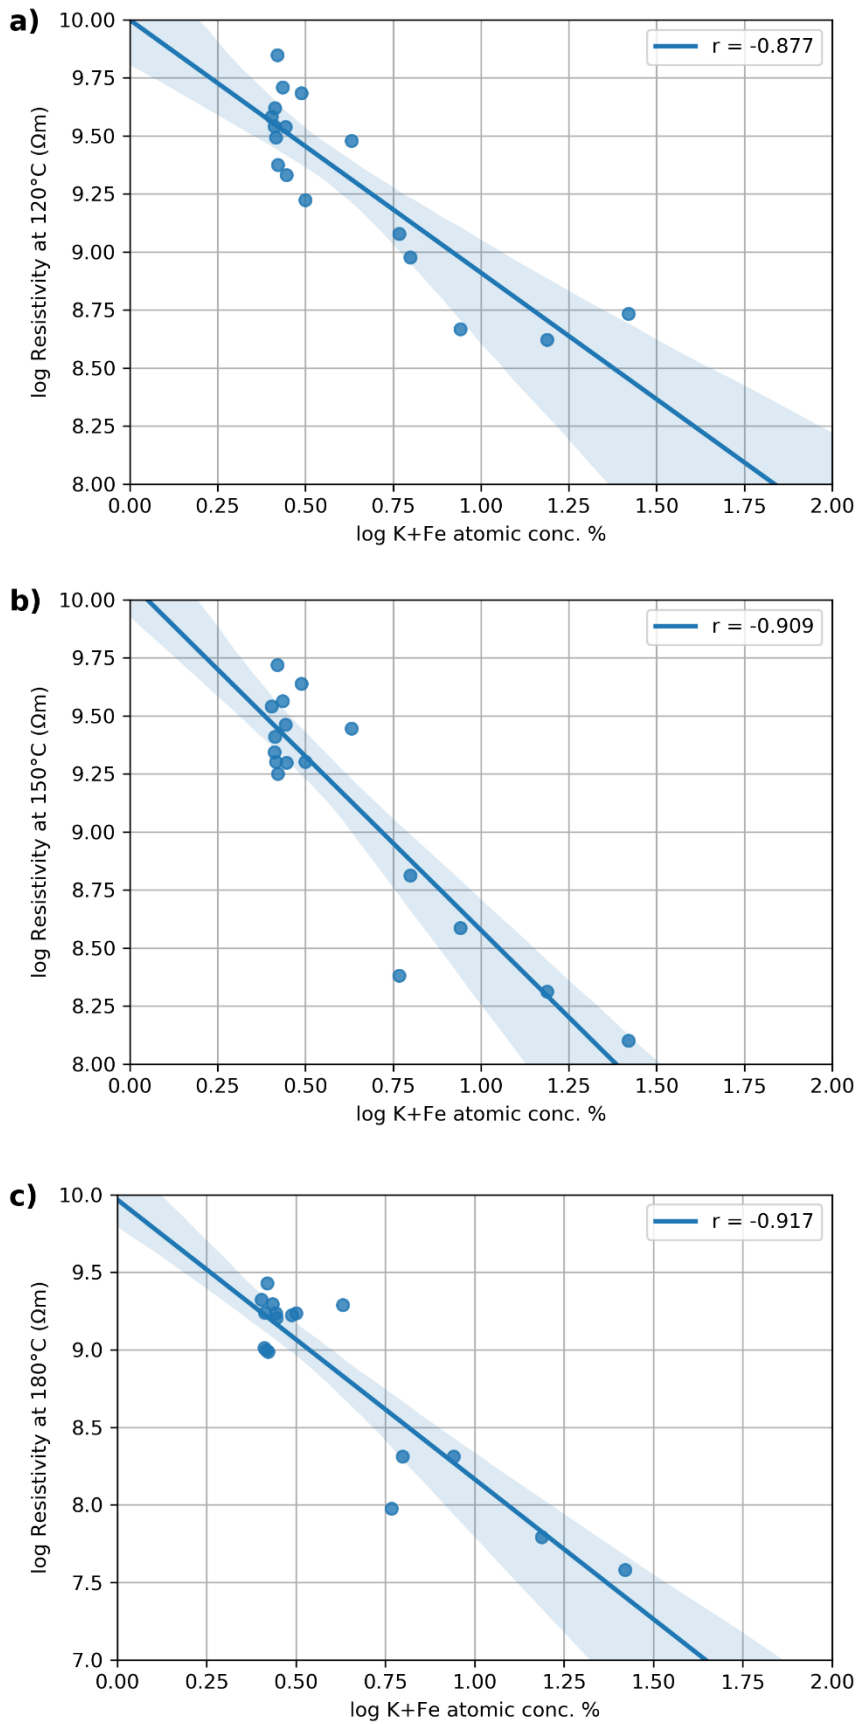 a)
10.00
9.75
9.50
9.25
9.00
8.75
8.50
8.25
8.00
log Resistivity at 120°C (Ωm)
r = -0.877
0.00 0.25 0.50 0.75 1.00 1.25 1.50 1.75 2.00
log K+Fe atomic conc. %
b)
10.00
9.75
9.50
9.25
9.00
8.75
8.50
8.25
8.00
log Resistivity at 150°C (Ωm)
r = -0.909
0.00 0.25 0.50 0.75 1.00 1.25 1.50 1.75 2.00
log K+Fe atomic conc. %
c)
10.0
9.5
9.0
8.5
8.0
7.5
7.0
log Resistivity at 180°C (Ωm)
r = -0.917
0.00 0.25 0.50 0.75 1.00 1.25 1.50 1.75 2.00
log K+Fe atomic conc. %